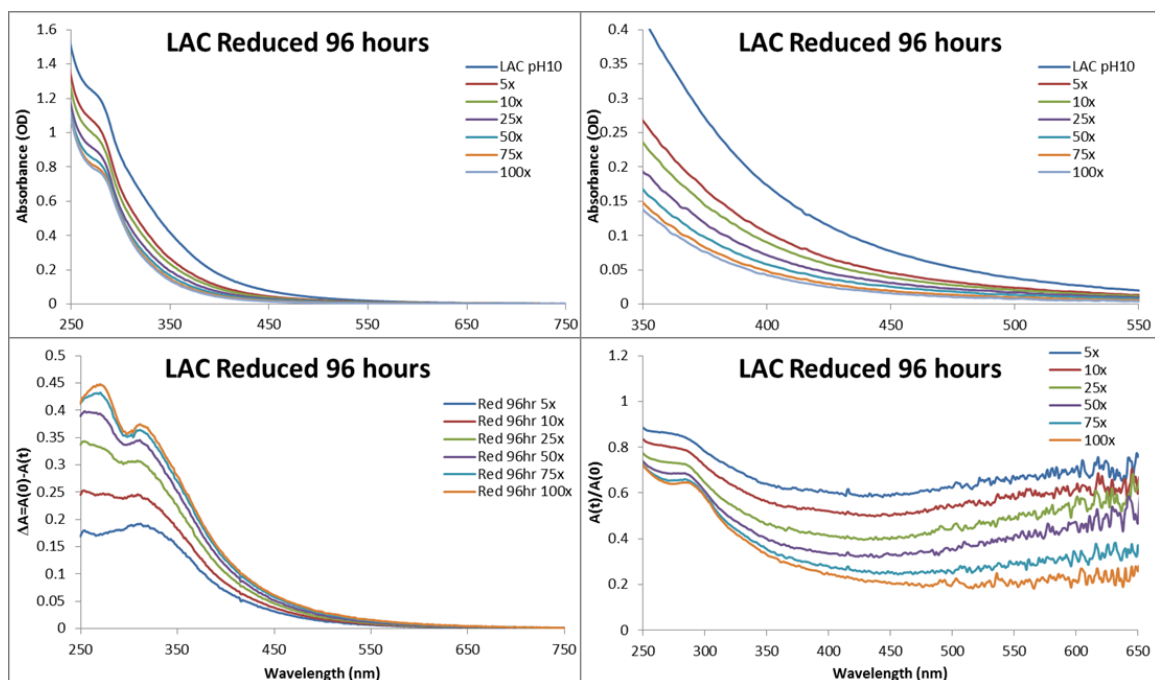 LAC Reduced 96 hours
Absorbance (OD)
1.6
1.4
1.2
1
0.8
0.6
0.4
0.2
0
250
350
450
550
650
750
LAC pH10
5x
10x
25x
50x
75x
100x
LAC Reduced 96 hours
Absorbance (OD)
0.4
0.35
0.3
0.25
0.2
0.15
0.1
0.05
0
350
400
450
500
550
LAC pH10
5x
10x
25x
50x
75x
100x
LAC Reduced 96 hours
ΔA=A(0)-A(t)
0.5
0.45
0.4
0.35
0.3
0.25
0.2
0.15
0.1
0.05
0
250
350
450
550
650
750
Wavelength (nm)
Red 96hr 5x
Red 96hr 10x
Red 96hr 25x
Red 96hr 50x
Red 96hr 75x
Red 96hr 100x
LAC Reduced 96 hours
A(t)/A(0)
1.2
1
0.8
0.6
0.4
0.2
0
250
300
350
400
450
500
550
600
650
Wavelength (nm)
5x
10x
25x
50x
75x
100x